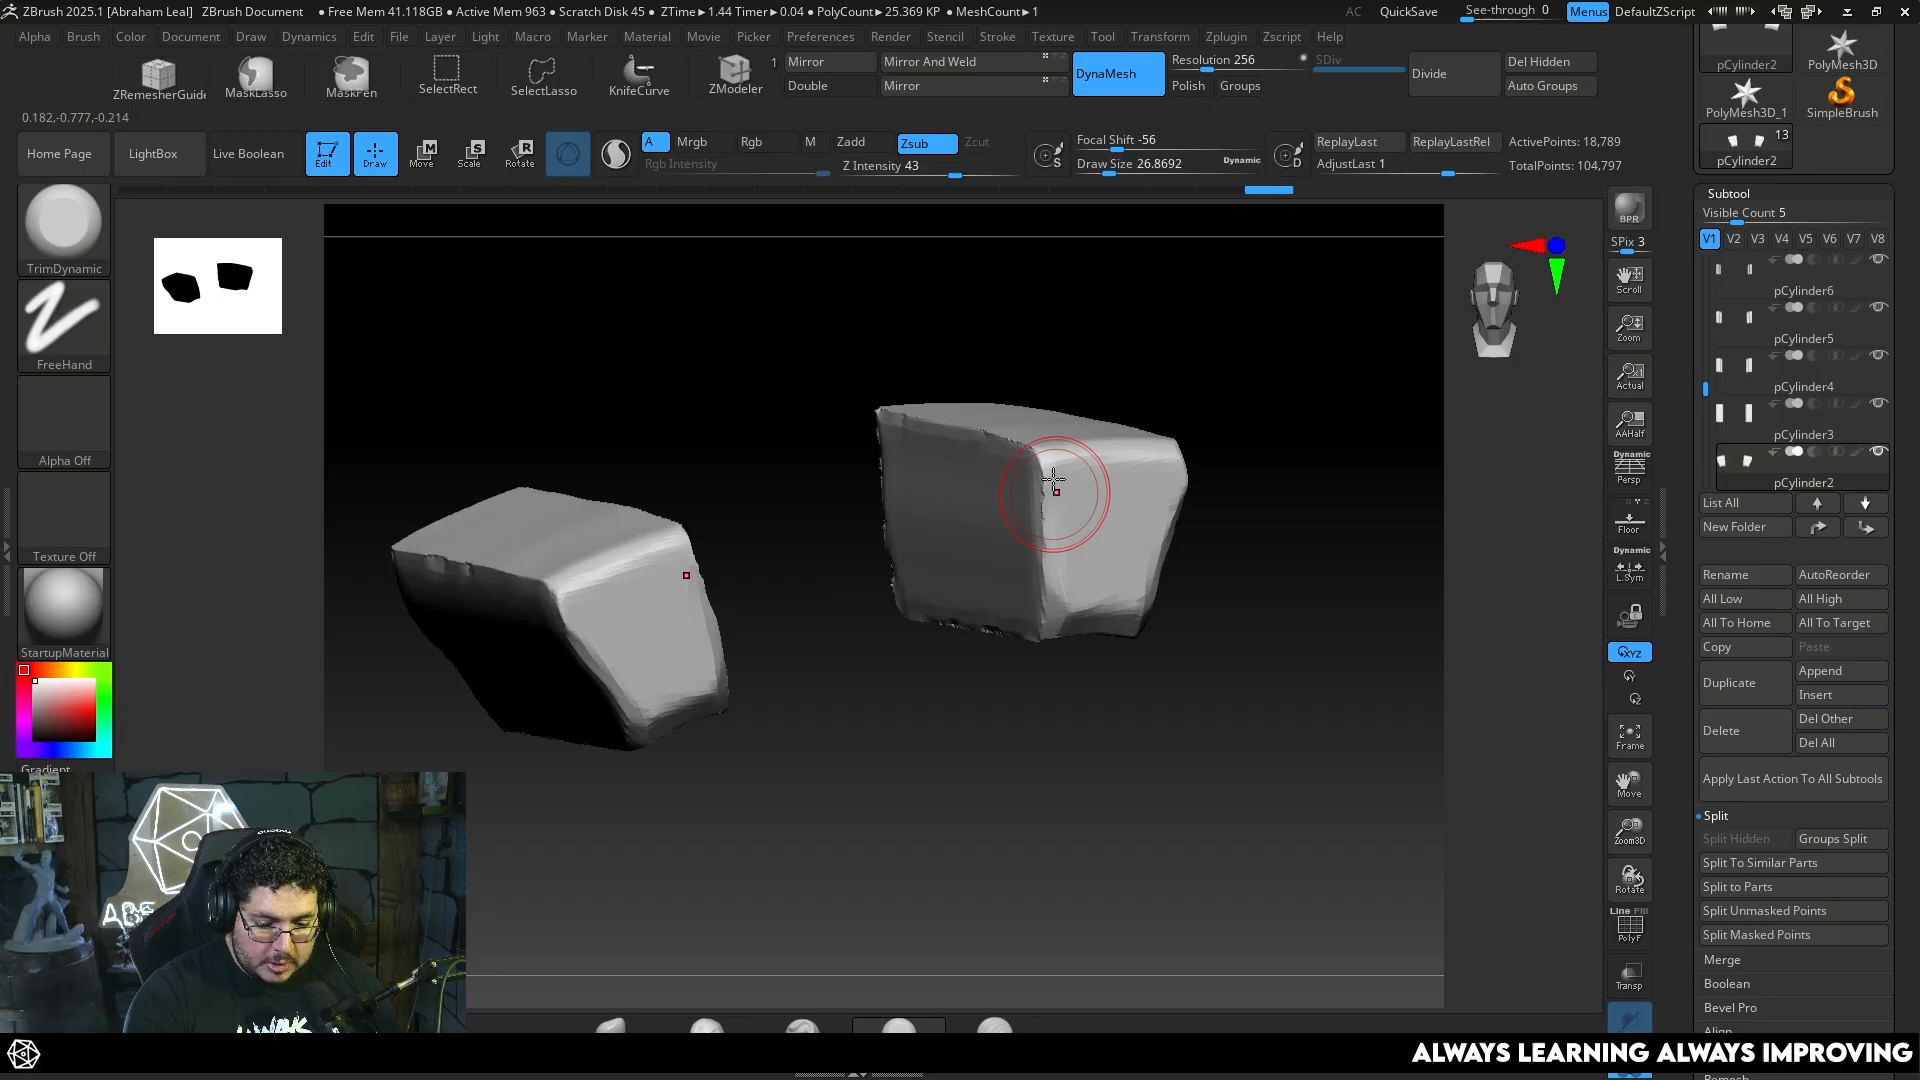 ZBrush 2025.1 [Abraham Leal] ZBrush Document ● Free Mem 41.118GB ● Active Mem 963 ● Scratch Disk 45 ● ZTime►1.44 Timer►0.04 ● PolyCount►25.369 KP ● MeshCount►1 AC QuickSave See-through 0 Menus DefaultZScript
Alpha Brush Color Document Draw Dynamics Edit File Layer Light Macro Marker Material Movie Picker Preferences Render Stencil Stroke Texture Tool Transform Zplugin Zscript Help
ZRemesherGuide MaskLasso MaskPen SelectRect SelectLasso KnifeCurve ZModeler 1
Mirror Mirror And Weld DynaMesh Resolution 256 SDiv Divide Del Hidden
Double Mirror Polish Groups Auto Groups
0.182,-0.777,-0.214
Home Page LightBox Live Boolean Edit Draw Move Scale Rotate
A Mrgb Rgb M Zadd Zsub Zcut
Rgb Intensity Z Intensity 43
S Focal Shift -56
Draw Size 26.8692 Dynamic
D ReplayLast ReplayLastRel ActivePoints: 18,789
AdjustLast 1 TotalPoints: 104,797
TrimDynamic
FreeHand
Alpha Off
Texture Off
StartupMaterial
Gradient
BPR
SPix 3
Scroll
Zoom
Actual
AAHalf
Dynamic
Persp
Floor
Dynamic
L.Sym
XYZ
Y
Z
Frame
Move
Zoom3D
Rotate
Line Fill
PolyF
Transp
pCylinder2 PolyMesh3D
PolyMesh3D_1 SimpleBrush
13
pCylinder2
Subtool
Visible Count 5
V1 V2 V3 V4 V5 V6 V7 V8
pCylinder6
pCylinder5
pCylinder4
pCylinder3
pCylinder2
List All
New Folder
Rename AutoReorder
All Low All High
All To Home All To Target
Copy Paste
Duplicate Append
Insert
Delete Del Other
Del All
Apply Last Action To All Subtools
Split
Split Hidden Groups Split
Split To Similar Parts
Split to Parts
Split Unmasked Points
Split Masked Points
Merge
Boolean
Bevel Pro
Align
ALWAYS LEARNING ALWAYS IMPROVING